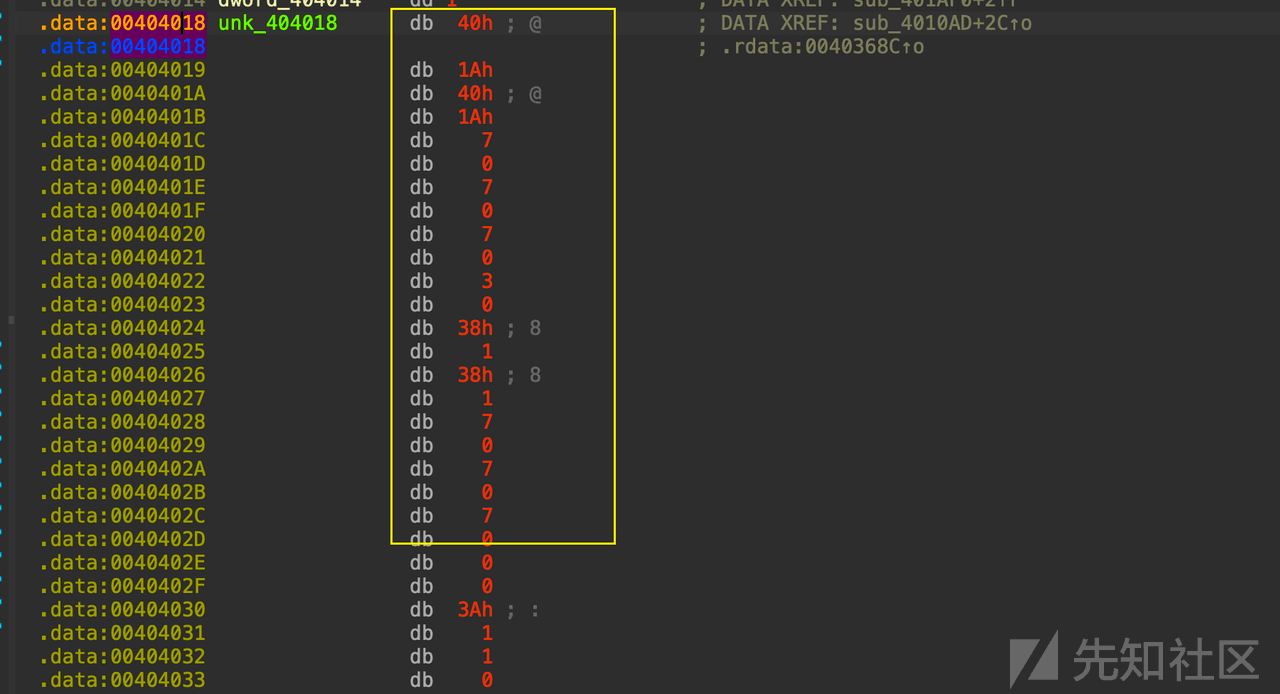 .data:00404014 dword_404014 dd 1 ; DATA XREF: sub_401AF0+2↑r
.data:00404018 unk_404018 db 40h ; @ ; DATA XREF: sub_4010AD+2C↑o
.data:00404018 ; .rdata:0040368C↑o
.data:00404019 db 1Ah
.data:0040401A db 40h ; @
.data:0040401B db 1Ah
.data:0040401C db 7
.data:0040401D db 0
.data:0040401E db 7
.data:0040401F db 0
.data:00404020 db 7
.data:00404021 db 0
.data:00404022 db 3
.data:00404023 db 0
.data:00404024 db 38h ; 8
.data:00404025 db 1
.data:00404026 db 38h ; 8
.data:00404027 db 1
.data:00404028 db 7
.data:00404029 db 0
.data:0040402A db 7
.data:0040402B db 0
.data:0040402C db 7
.data:0040402D db 0
.data:0040402E db 0
.data:0040402F db 0
.data:00404030 db 3Ah ; :
.data:00404031 db 1
.data:00404032 db 1
.data:00404033 db 0
先知社区